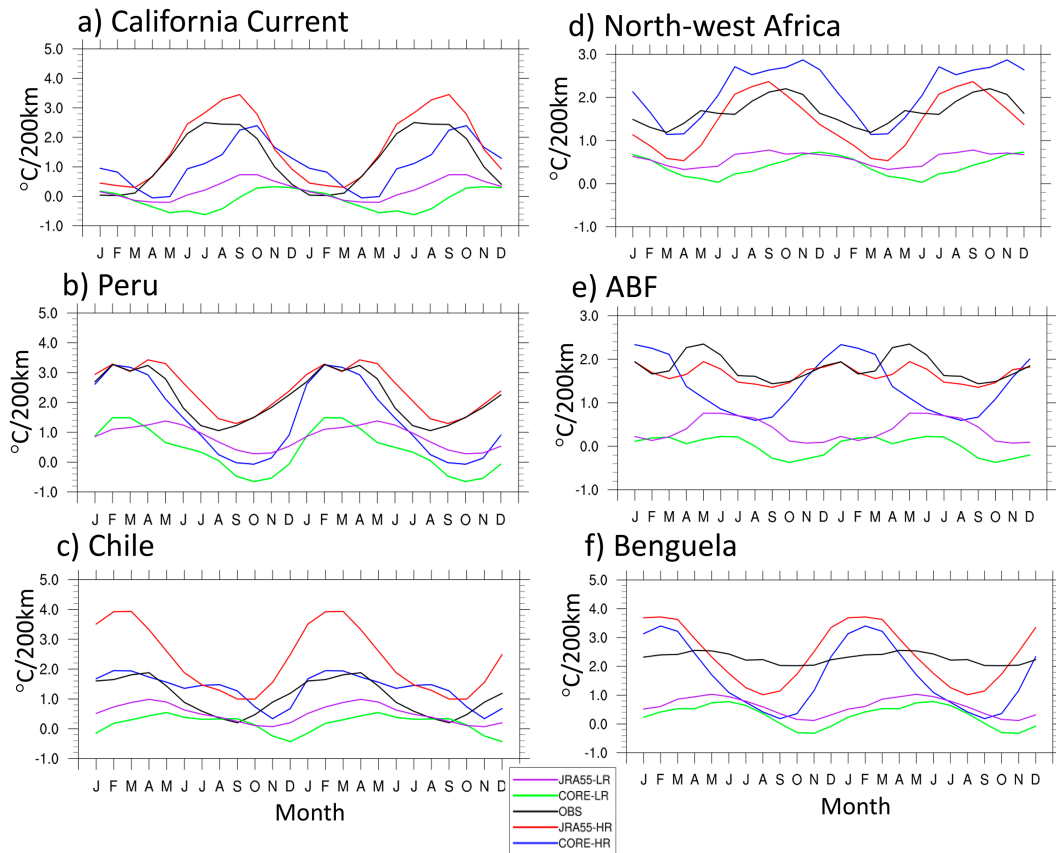 a) California Current
5.0
4.0
3.0
2.0
1.0
0.0
-1.0
°C/200km
J F M A M J J A S O N D J F M A M J J A S O N D
b) Peru
5.0
4.0
3.0
2.0
1.0
0.0
-1.0
°C/200km
J F M A M J J A S O N D J F M A M J J A S O N D
c) Chile
5.0
4.0
3.0
2.0
1.0
0.0
-1.0
°C/200km
J F M A M J J A S O N D J F M A M J J A S O N D
Month
d) North-west Africa
3.0
2.0
1.0
0.0
-1.0
°C/200km
J F M A M J J A S O N D J F M A M J J A S O N D
e) ABF
3.0
2.0
1.0
0.0
-1.0
°C/200km
J F M A M J J A S O N D J F M A M J J A S O N D
f) Benguela
5.0
4.0
3.0
2.0
1.0
0.0
-1.0
°C/200km
J F M A M J J A S O N D J F M A M J J A S O N D
Month
JRA55-LR
CORE-LR
OBS
JRA55-HR
CORE-HR